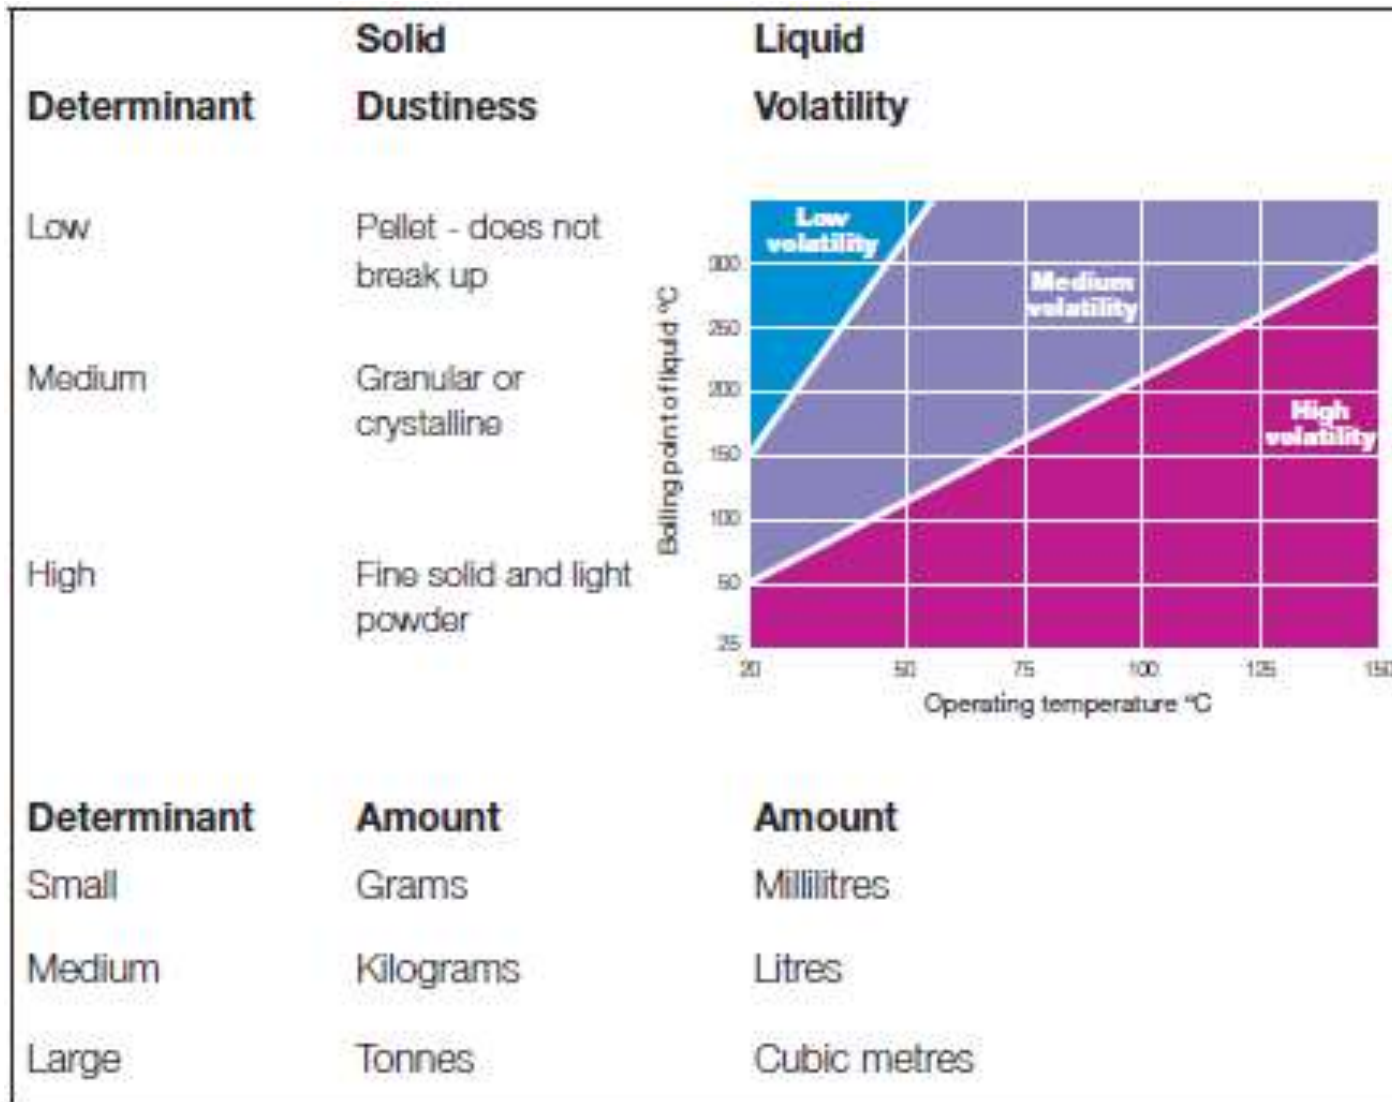 Solid Liquid
Determinant Dustiness Volatility
Low Pellet - does not
break up
Medium Granular or
crystalline
High Fine solid and light
powder
Low
volatility
Medium
volatility
High
volatility
Boiling point of liquid ºC
300
250
200
150
100
50
25
20 50 75 100 125 150
Operating temperature ºC
Determinant Amount Amount
Small Grams Millilitres
Medium Kilograms Litres
Large Tonnes Cubic metres